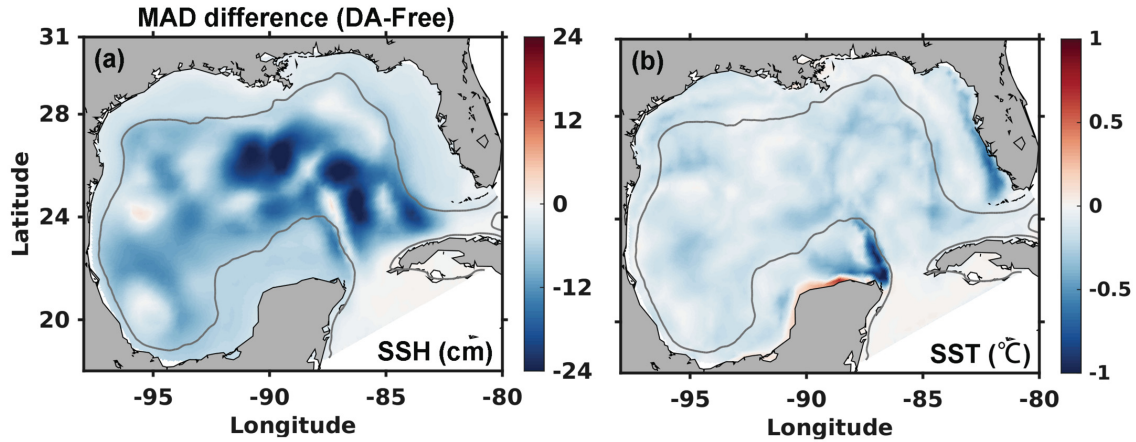 MAD difference (DA-Free)
(a)
31
28
24
20
Latitude
-95
-90
-85
-80
Longitude
SSH (cm)
24
12
0
-12
-24
(b)
-95
-90
-85
-80
Longitude
SST (℃)
1
0.5
0
-0.5
-1